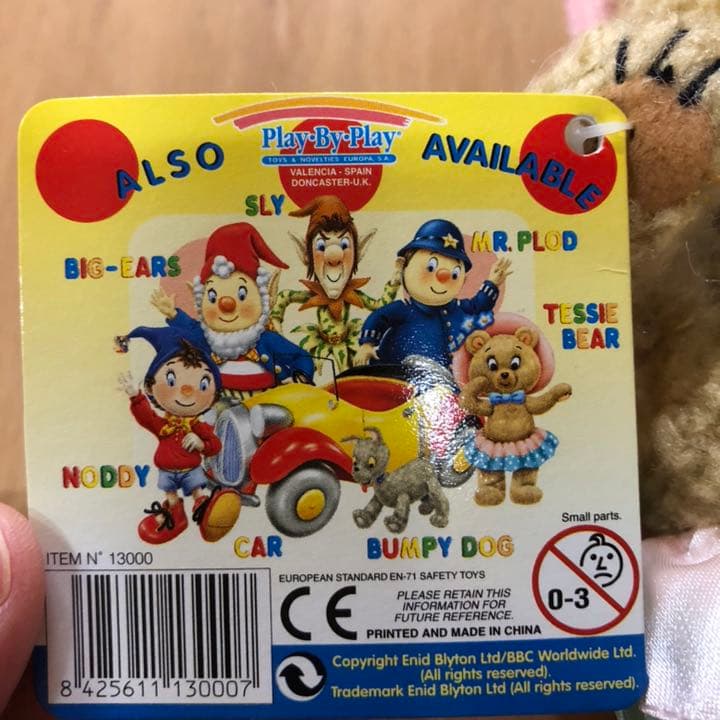 ALSO AVAILABLE
Play·By·Play®
TOYS & NOVELTIES EUROPA, S.A.
VALENCIA - SPAIN
DONCASTER-U.K.
SLY
BIG-EARS
MR. PLOD
TESSIE
BEAR
NODDY
CAR
BUMPY DOG
Small parts.
0-3
ITEM N° 13000
EUROPEAN STANDARD EN-71 SAFETY TOYS
CE
PLEASE RETAIN THIS
INFORMATION FOR
FUTURE REFERENCE.
PRINTED AND MADE IN CHINA
8 425611 130007
Copyright Enid Blyton Ltd/BBC Worldwide Ltd.
(All rights reserved).
Trademark Enid Blyton Ltd (All rights reserved).